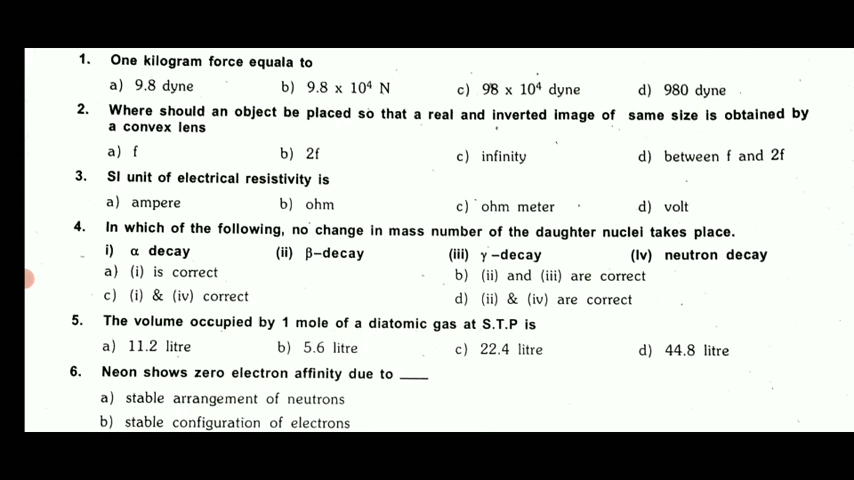 1. One kilogram force equala to
a) 9.8 dyne b) 9.8 x 10⁴ N c) 98 x 10⁴ dyne d) 980 dyne
2. Where should an object be placed so that a real and inverted image of same size is obtained by
a convex lens
a) f b) 2f c) infinity d) between f and 2f
3. SI unit of electrical resistivity is
a) ampere b) ohm c) ohm meter d) volt
4. In which of the following, no change in mass number of the daughter nuclei takes place.
i) α decay (ii) β-decay (iii) γ-decay (Iv) neutron decay
a) (i) is correct b) (ii) and (iii) are correct
c) (i) & (iv) correct d) (ii) & (iv) are correct
5. The volume occupied by 1 mole of a diatomic gas at S.T.P is
a) 11.2 litre b) 5.6 litre c) 22.4 litre d) 44.8 litre
6. Neon shows zero electron affinity due to ____
a) stable arrangement of neutrons
b) stable configuration of electrons